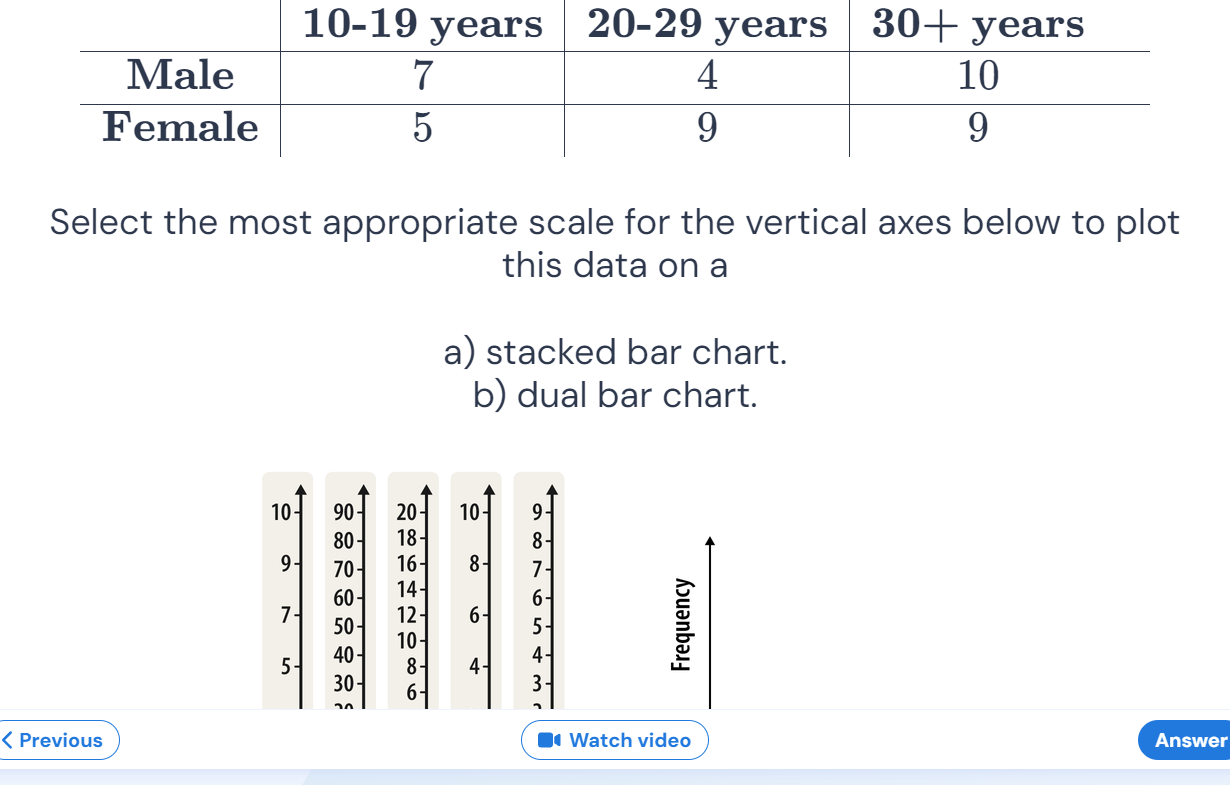 10-19 years 20-29 years 30+ years
Male 7 4 10
Female 5 9 9
Select the most appropriate scale for the vertical axes below to plot
this data on a
a) stacked bar chart.
b) dual bar chart.
10 90 20 10 9
80 18 8
9 70 16 8 7
60 14 6
7 50 12 6 5
40 10 4
5 30 8 4 3
6
Frequency
Previous Watch video Answer